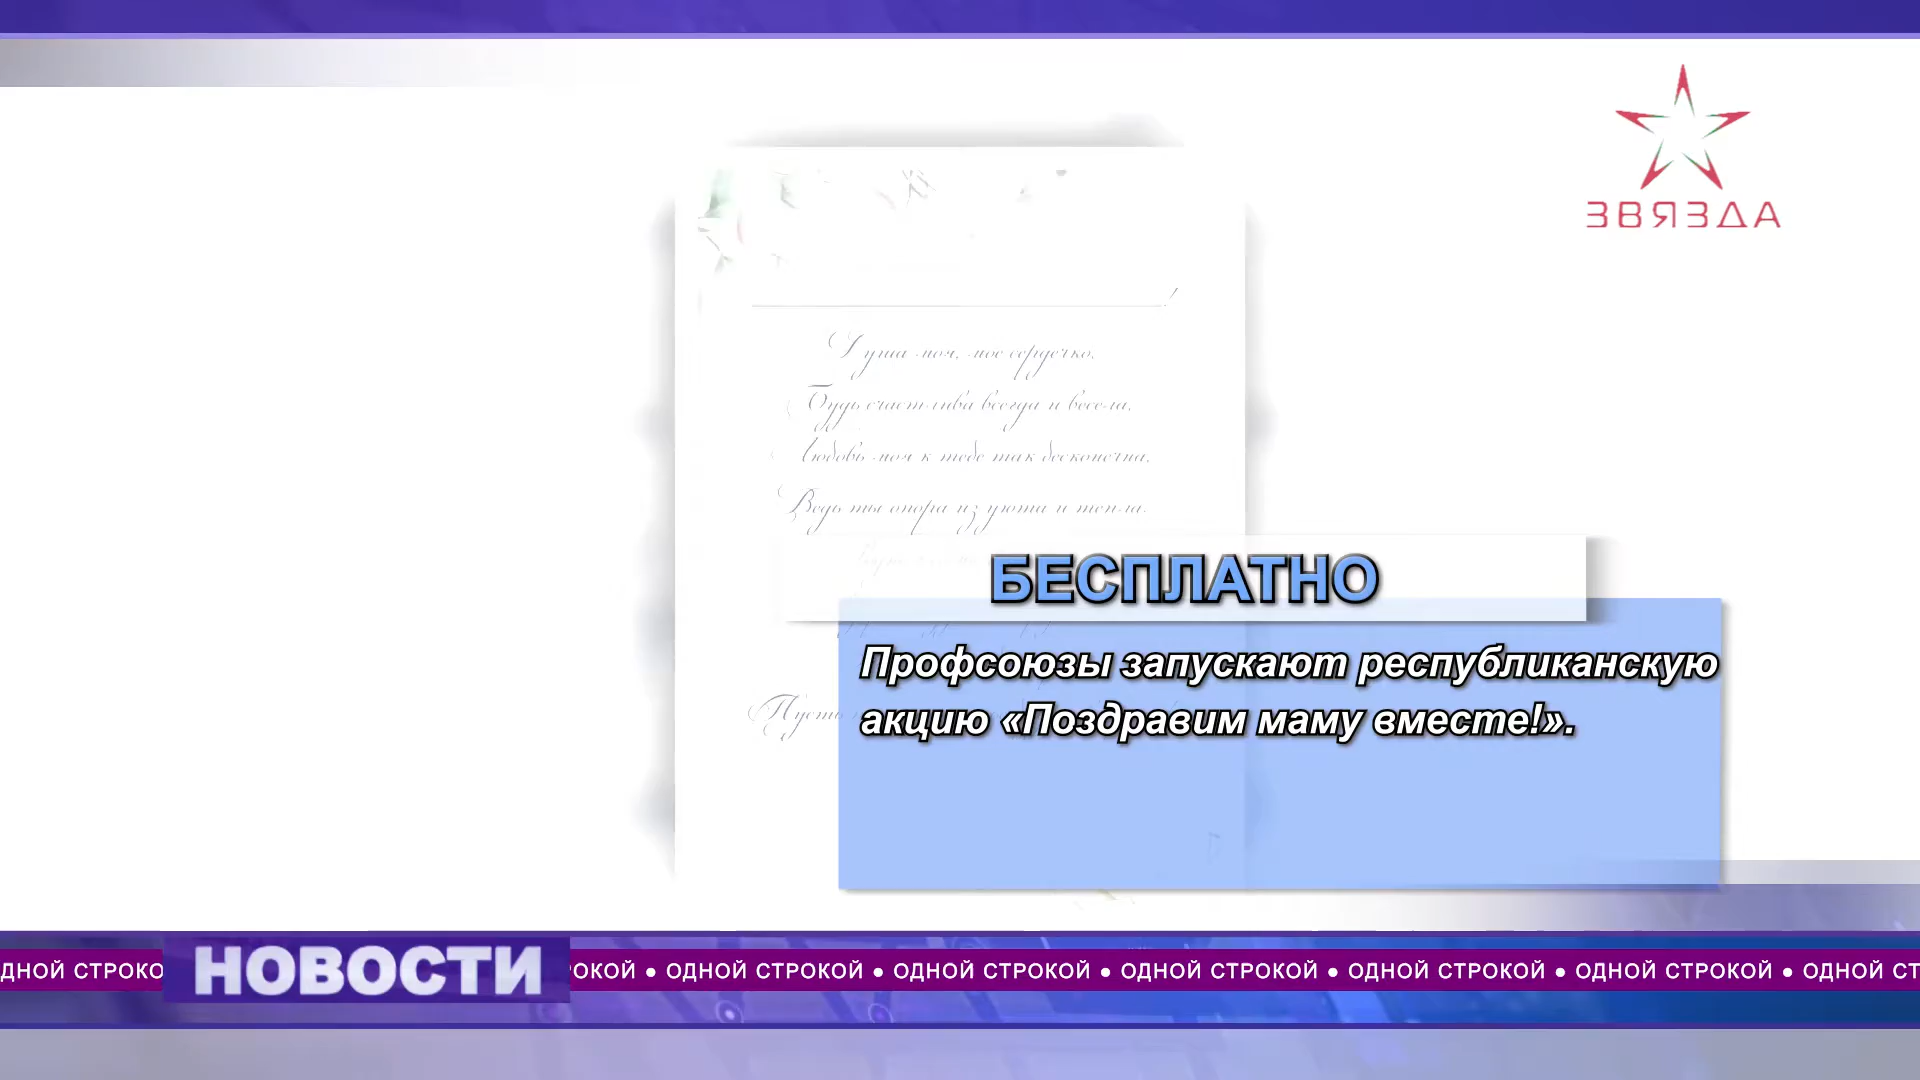 ЗВЯЗДА
!
Душа моя, мое сердечко,
Будь счастлива всегда и весела,
Любовь моя к тебе так бесконечна,
Ведь ты опора из уюта и тепла.
БЕСПЛАТНО
Профсоюзы запускают республиканскую
акцию «Поздравим маму вместе!».
Пусть
НОВОСТИ
ДНОЙ СТРОКО РОКОЙ ● ОДНОЙ СТРОКОЙ ● ОДНОЙ СТРОКОЙ ● ОДНОЙ СТРОКОЙ ● ОДНОЙ СТРОКОЙ ● ОДНОЙ СТРОКОЙ ● ОДНОЙ СТ